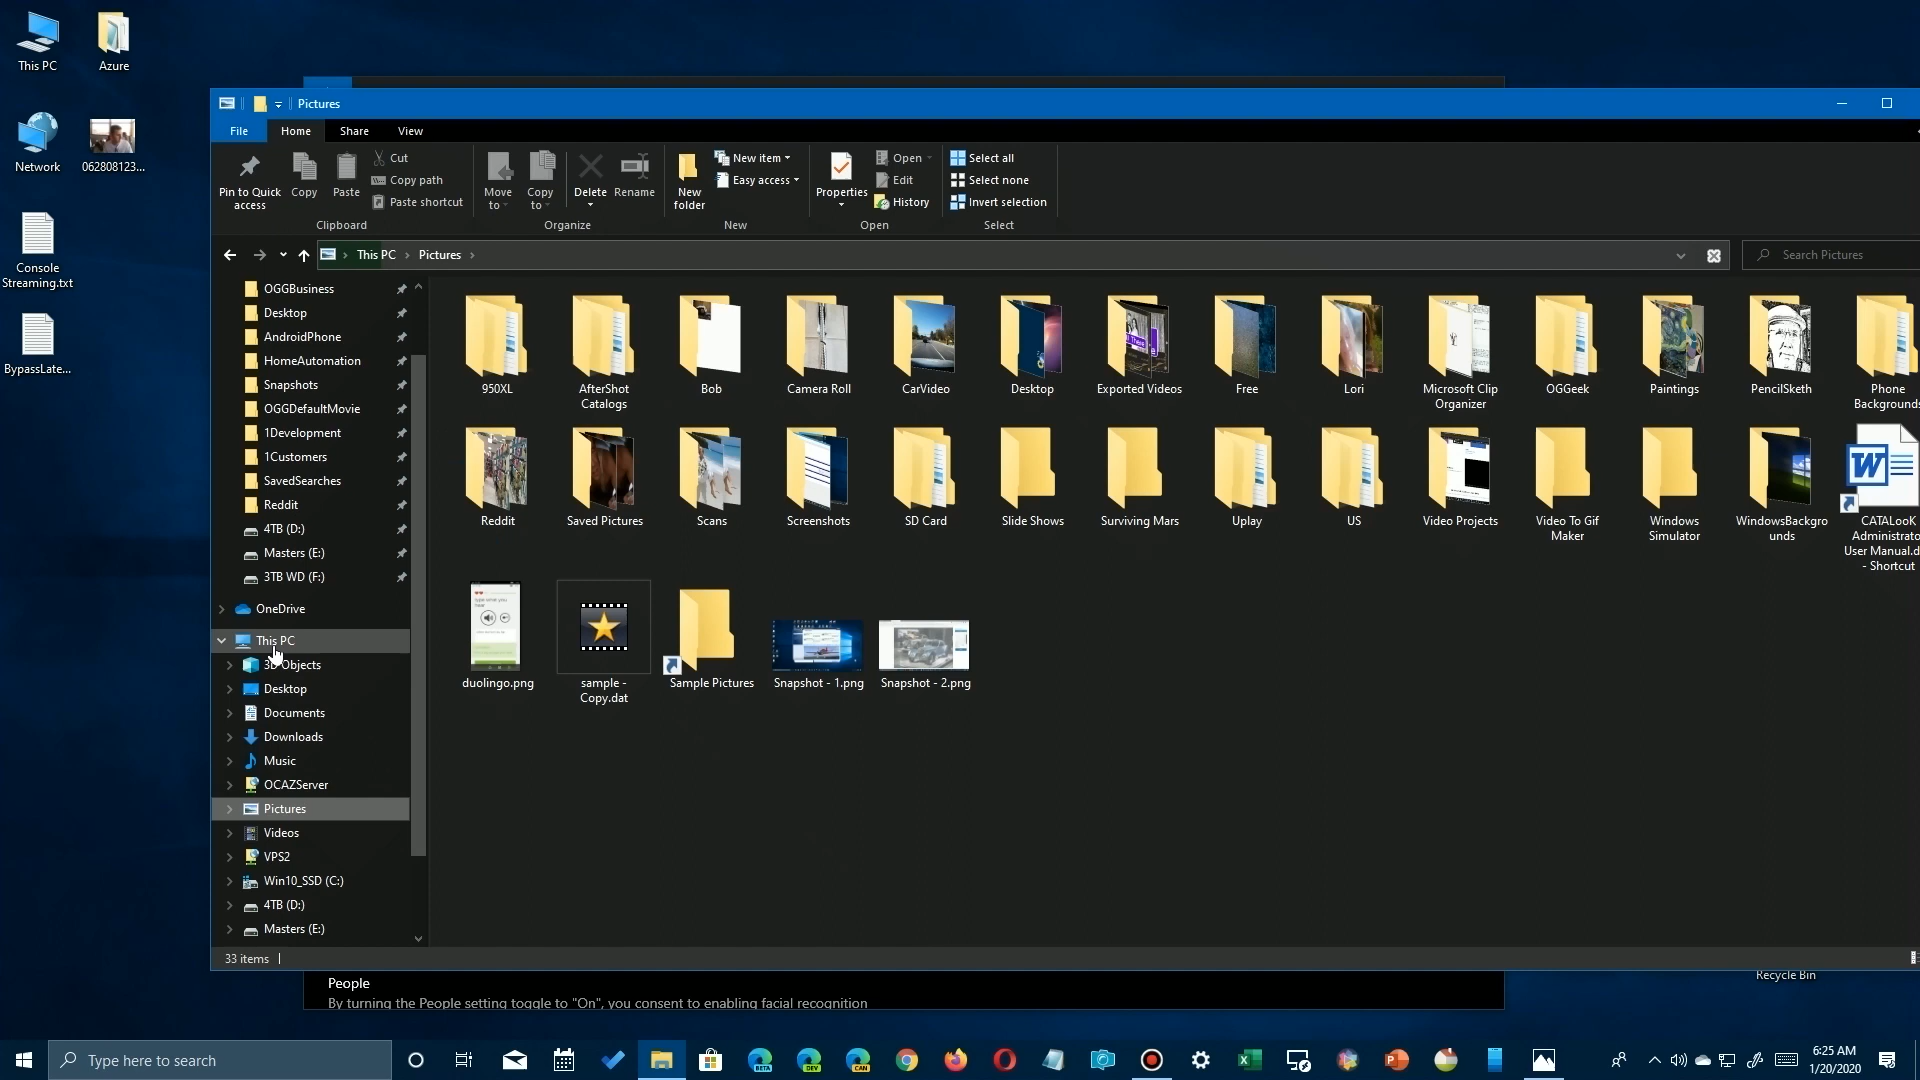 This PC
Azure
Network
062808123...
Console
Streaming.txt
BypassLate...
Pictures
File
Home
Share
View
Pin to Quick
access
Copy
Paste
Cut
Copy path
Paste shortcut
Clipboard
Move
to
Copy
to
Delete
Rename
Organize
New
folder
New item
Easy access
New
Properties
Open
Edit
History
Open
Select all
Select none
Invert selection
Select
This PC
Pictures
Search Pictures
OGGBusiness
Desktop
AndroidPhone
HomeAutomation
Snapshots
OGGDefaultMovie
1Development
1Customers
SavedSearches
Reddit
4TB (D:)
Masters (E:)
3TB WD (F:)
OneDrive
This PC
3D Objects
Desktop
Documents
Downloads
Music
OCAZServer
Pictures
Videos
VPS2
Win10_SSD (C:)
4TB (D:)
Masters (E:)
950XL
AfterShot
Catalogs
Bob
Camera Roll
CarVideo
Desktop
Exported Videos
Free
Lori
Microsoft Clip
Organizer
OGGeek
Paintings
PencilSketh
Phone
Backgrounds
Reddit
Saved Pictures
Scans
Screenshots
SD Card
Slide Shows
Surviving Mars
Uplay
US
Video Projects
Video To Gif
Maker
Windows
Simulator
WindowsBackgro
unds
CATALooK
Administrato
User Manual.d
- Shortcut
duolingo.png
sample -
Copy.dat
Sample Pictures
Snapshot - 1.png
Snapshot - 2.png
33 items
People
By turning the People setting toggle to "On", you consent to enabling facial recognition
Recycle Bin
Type here to search
BETA
DEV
CAN
6:25 AM
1/20/2020